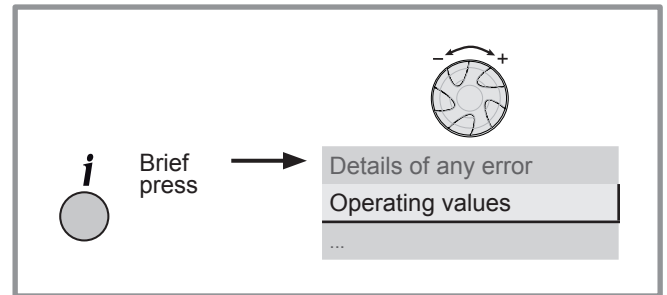 - +
i
Brief
press
Details of any error
Operating values
...